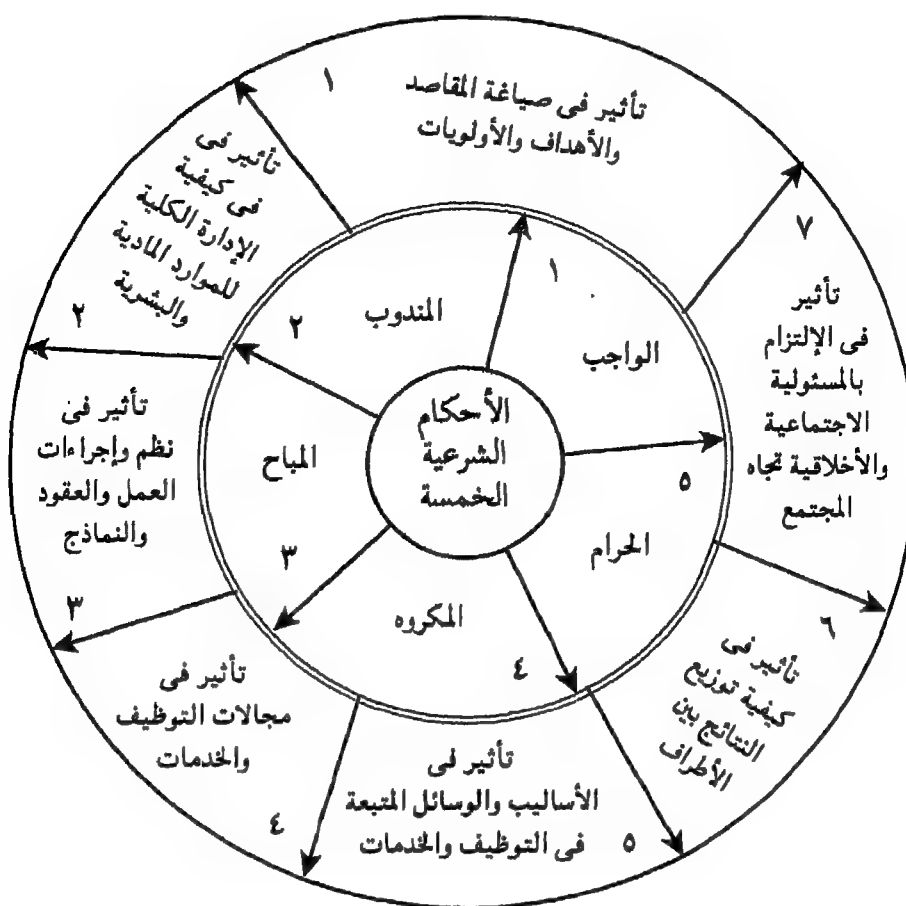 ١
تأثير فى صياغة المقاصد
والأهداف والأولويات
تأثير فى
فى كيفية
الإدارة الكلية
للموارد المادية
والبشرية
٢
تأثير فى
نظم وإجراءات
العمل والعقود
والنماذج
٣
تأثير فى
مجالات التوظيف
والخدمات
٤
تأثير فى
الأساليب والوسائل المتبعة
فى التوظيف والخدمات
٥
تأثير فى
كيفية توزيع
النتائج بين
الأطراف
٦
٧
تأثير
فى الإلتزام
بالمسئولية
الاجتماعية
والأخلاقية تجاه
المجتمع
١
الواجب
المندوب
٢
المباح
٣
المكروه
٤
الحرام
٥
الأحكام
الشرعية
الخمسة